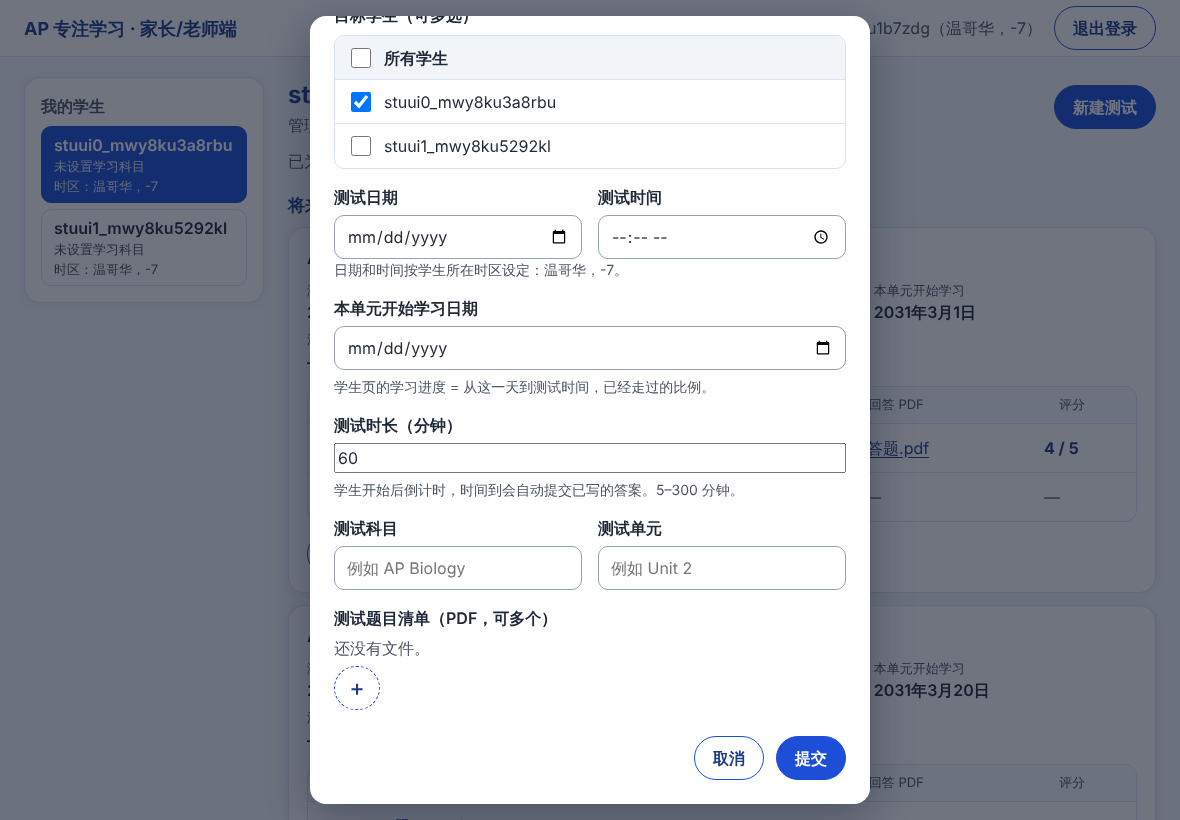 AP 专注学习 · 家长/老师端
u1b7zdg（温哥华，-7）
退出登录
我的学生
stuui0_mwy8ku3a8rbu
未设置学习科目
时区：温哥华，-7
stuui1_mwy8ku5292kl
未设置学习科目
时区：温哥华，-7
新建测试
目标学生（可多选）
所有学生
stuui0_mwy8ku3a8rbu
stuui1_mwy8ku5292kl
测试日期
测试时间
mm/dd/yyyy
--:-- --
日期和时间按学生所在时区设定：温哥华，-7。
本单元开始学习日期
mm/dd/yyyy
学生页的学习进度 = 从这一天到测试时间，已经走过的比例。
测试时长（分钟）
60
学生开始后倒计时，时间到会自动提交已写的答案。5–300 分钟。
测试科目
测试单元
例如 AP Biology
例如 Unit 2
测试题目清单（PDF，可多个）
还没有文件。
+
取消
提交
本单元开始学习
2031年3月1日
回答 PDF
评分
答题.pdf
4 / 5
—
—
本单元开始学习
2031年3月20日
回答 PDF
评分